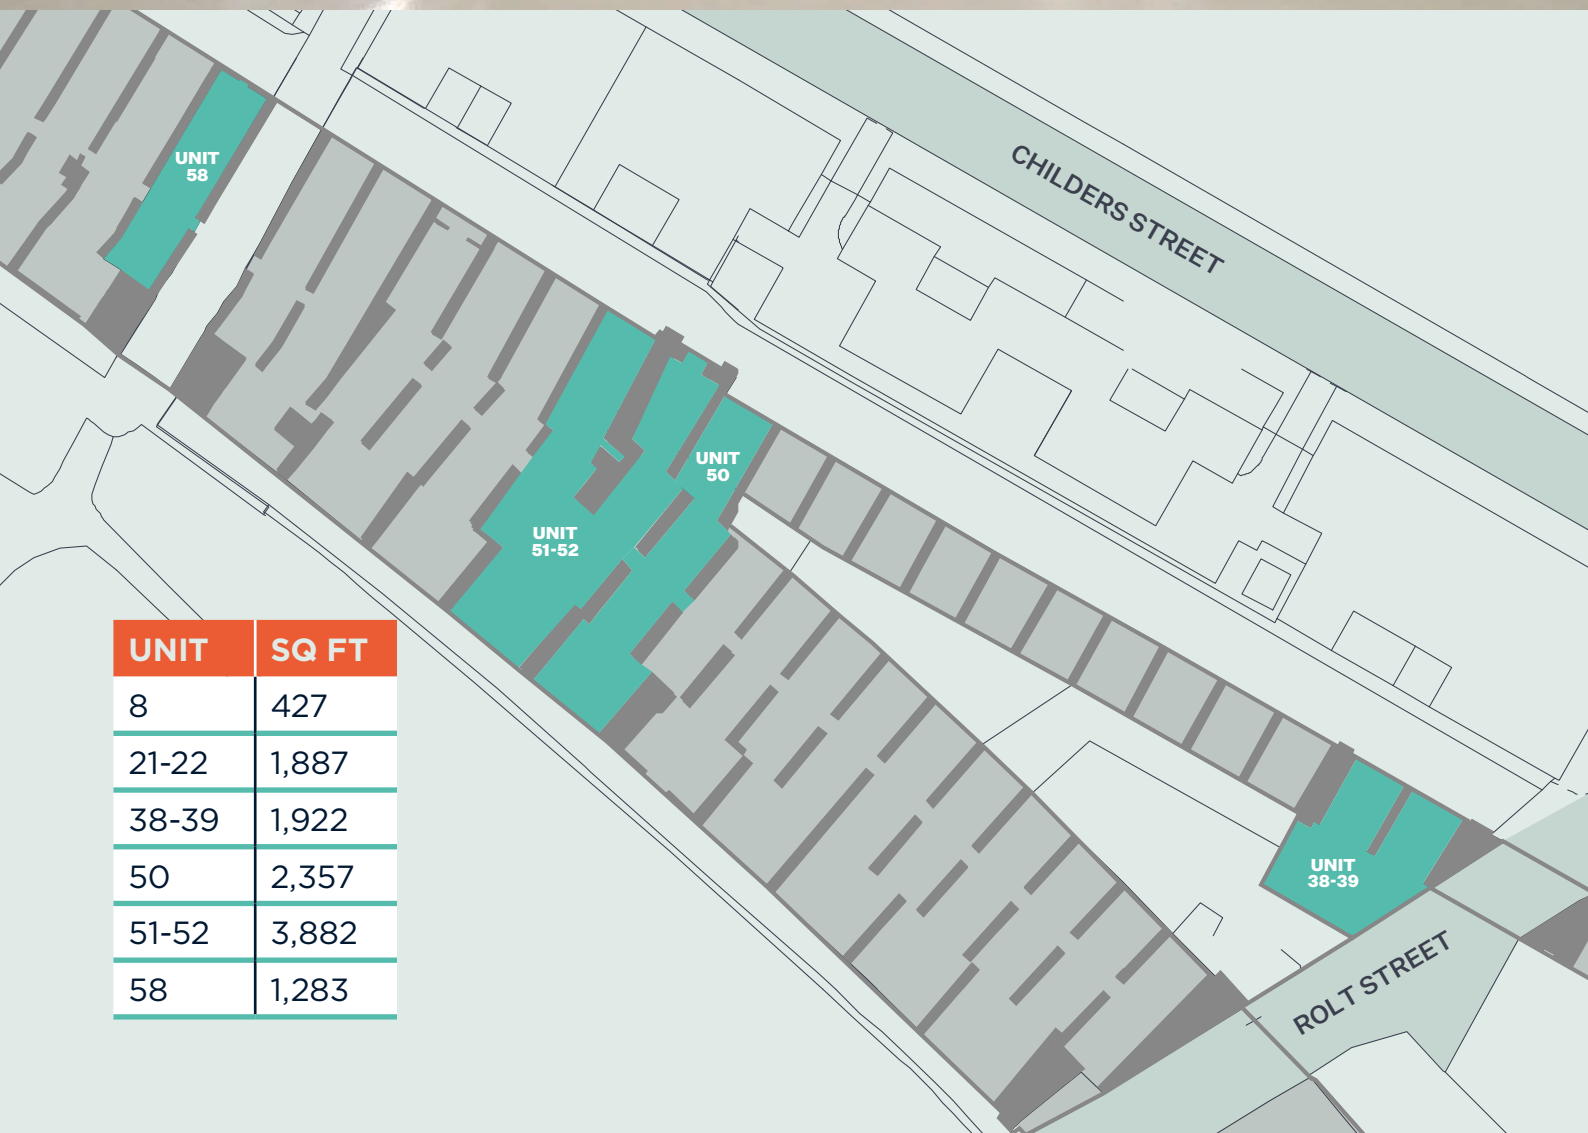 CHILDERS STREET
UNIT
58
UNIT
50
UNIT
51-52
UNIT
38-39
ROLT STREET
UNIT SQ FT
8 427
21-22 1,887
38-39 1,922
50 2,357
51-52 3,882
58 1,283